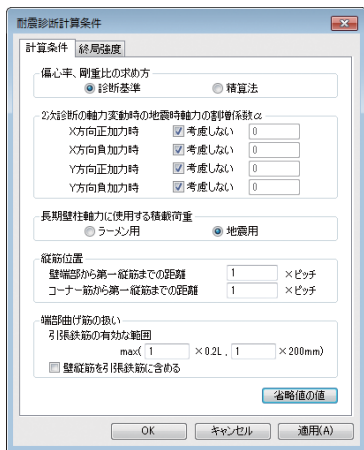 耐震診断計算条件
計算条件 終局強度
偏心率、剛重比の求め方
診断基準 積算法
2次診断の軸力変動時の地震時軸力の割増係数α
X方向正加力時 考慮しない 0
X方向負加力時 考慮しない 0
Y方向正加力時 考慮しない 0
Y方向負加力時 考慮しない 0
長期壁柱軸力に使用する積載荷重
ラーメン用 地震用
縦筋位置
壁端部から第一縦筋までの距離 1 ×ピッチ
コーナー筋から第一縦筋までの距離 1 ×ピッチ
端部曲げ筋の扱い
引張鉄筋の有効な範囲
max( 1 ×0.2L , 1 ×200mm)
壁縦筋を引張鉄筋に含める
省略値の値
OK キャンセル 適用(A)